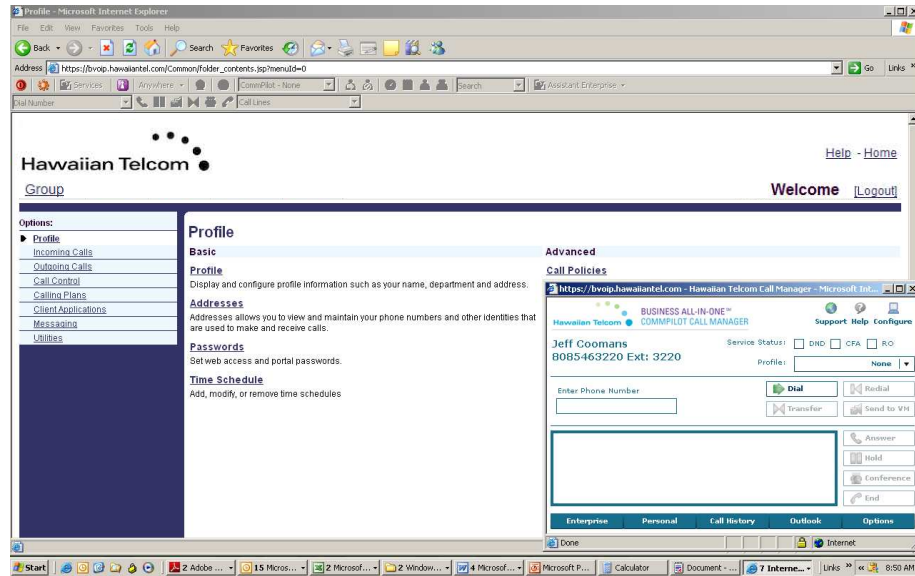 Profile - Microsoft Internet Explorer
File Edit View Favorites Tools Help
Back Search Favorites
Address https://bvoip.hawaiiantel.com/Common/folder_contents.jsp?menuId=0 Go Links »
Services Anywhere CommPilot - None Search Assistant Enterprise
Dial Number Call Lines
Hawaiian Telcom
Help - Home
Group
Welcome [Logout]
Options:
Profile
Incoming Calls
Outgoing Calls
Call Control
Calling Plans
Client Applications
Messaging
Utilities
Profile
Basic
Profile
Display and configure profile information such as your name, department and address.
Addresses
Addresses allows you to view and maintain your phone numbers and other identities that
are used to make and receive calls.
Passwords
Set web access and portal passwords.
Time Schedule
Add, modify, or remove time schedules
Advanced
Call Policies
https://bvoip.hawaiiantel.com - Hawaiian Telcom Call Manager - Microsoft Int...
Hawaiian Telcom
BUSINESS ALL-IN-ONE℠
COMMPILOT CALL MANAGER
Support Help Configure
Jeff Coomans
8085463220 Ext: 3220
Service Status: DND CFA RO
Profile: None
Enter Phone Number
Dial Redial
Transfer Send to VM
Answer
Hold
Conference
End
Enterprise Personal Call History Outlook Options
Done Internet
Start 2 Adobe ... 15 Micros... 2 Microsof... 2 Window... 4 Microsof... Microsoft P... Calculator Document - ... 7 Interne... Links » « 8:50 AM